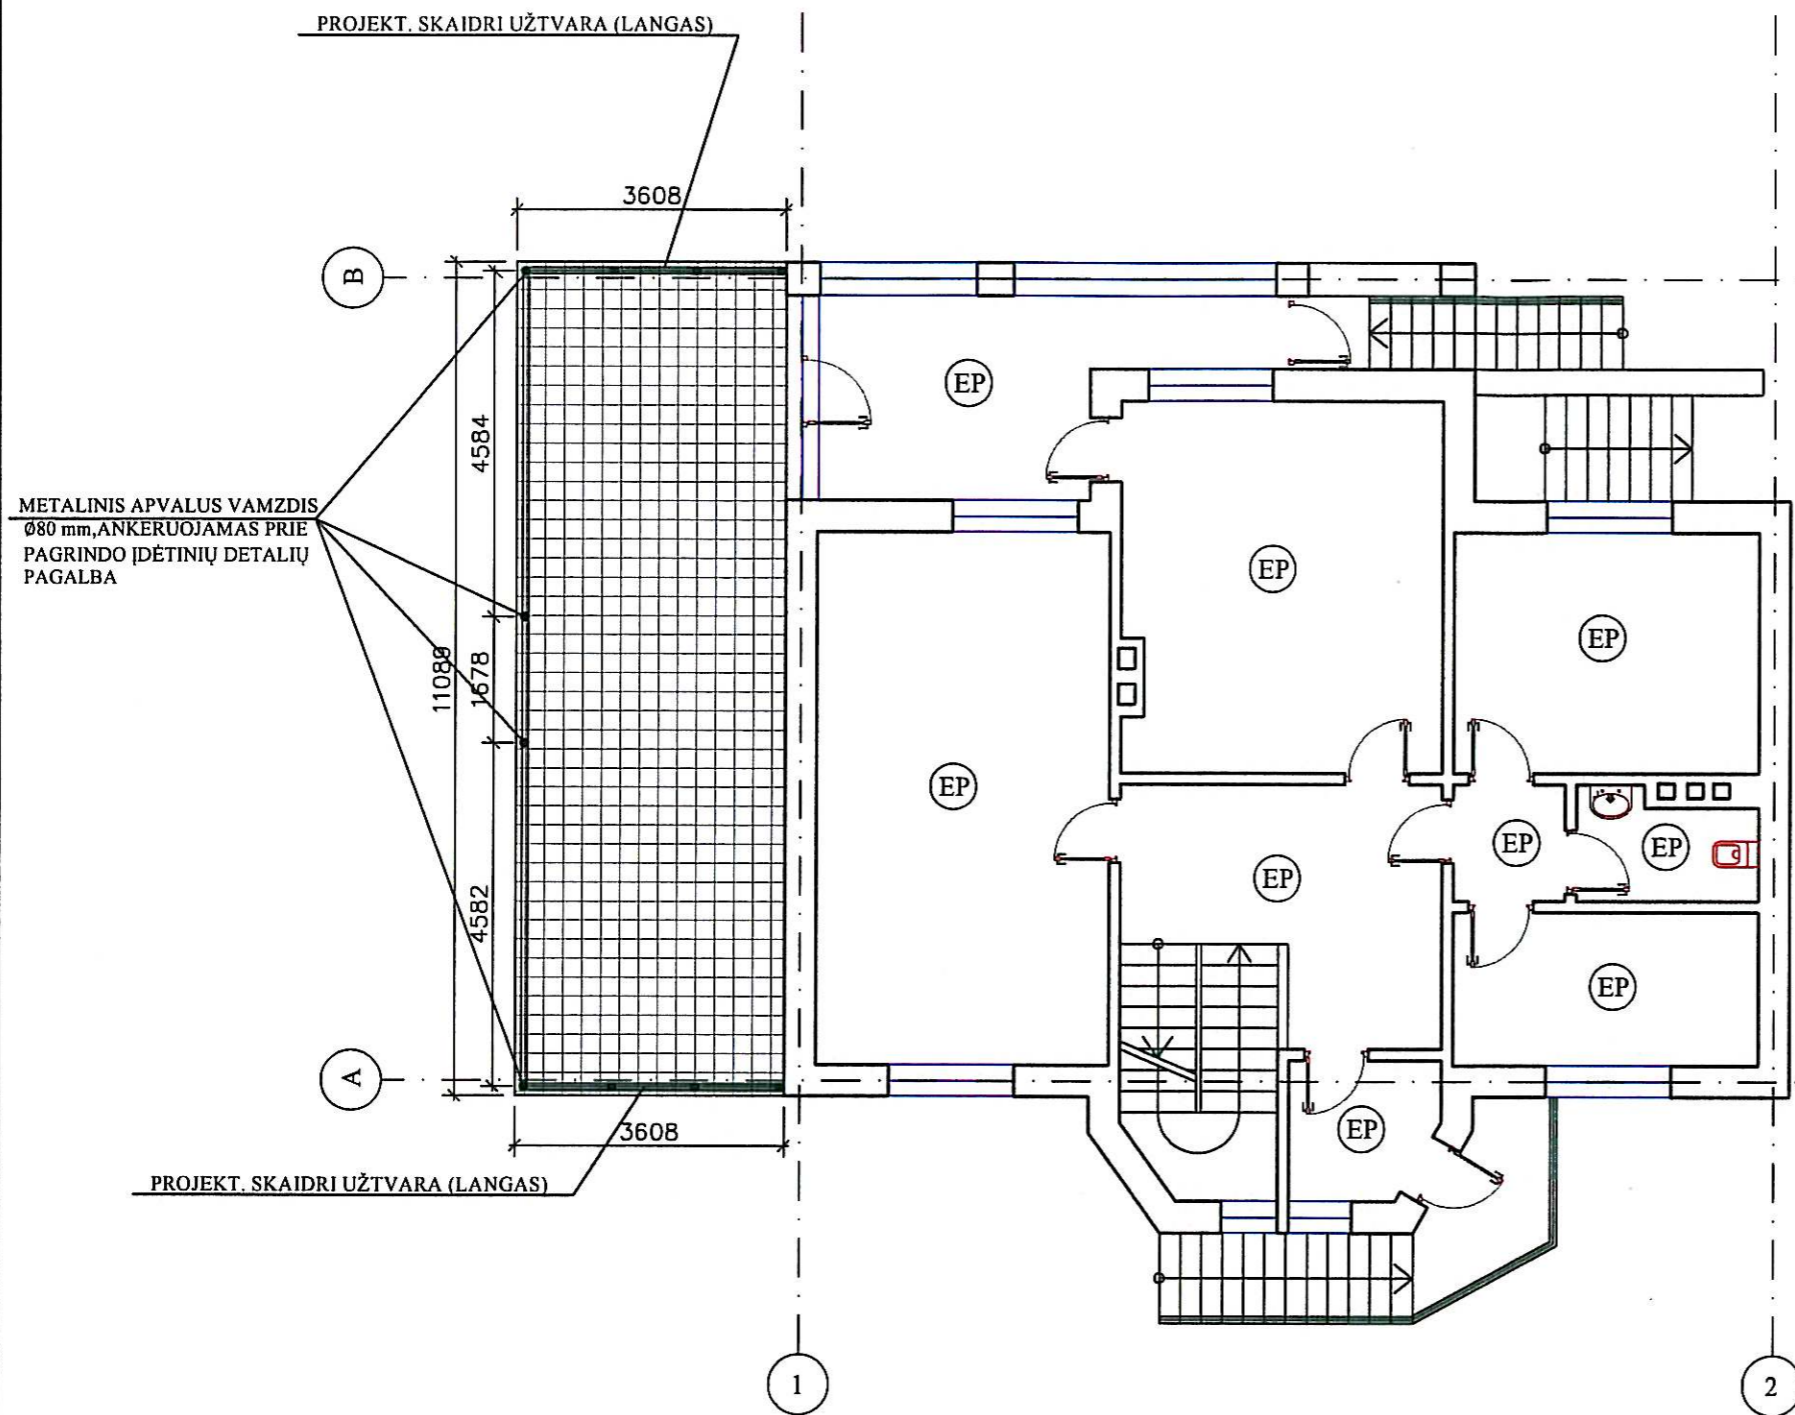 PROJEKT. SKAIDRI UŽTVARA (LANGAS)
3608
B
EP
4584
METALINIS APVALUS VAMZDIS
Ø80 mm,ANKERUOJAMAS PRIE
PAGRINDO ĮDĖTINIŲ DETALIŲ
PAGALBA
EP
EP
11089
1678
EP
EP
EP
EP
4582
EP
A
3608
EP
PROJEKT. SKAIDRI UŽTVARA (LANGAS)
1
2